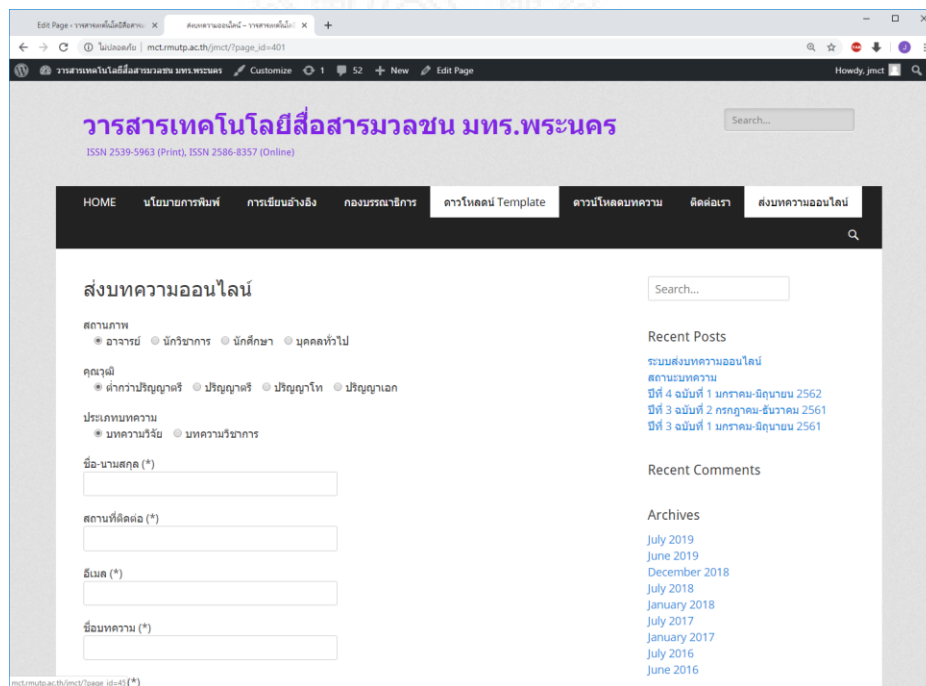 Edit Page ‹ วารสารเทคโนโลยีสื่อสารม
ส่งบทความออนไลน์ – วารสารเทคโนโล
ไม่ปลอดภัย | mct.rmutp.ac.th/jmct/?page_id=401
วารสารเทคโนโลยีสื่อสารมวลชน มทร.พระนคร Customize 1 52 + New Edit Page Howdy, jmct
วารสารเทคโนโลยีสื่อสารมวลชน มทร.พระนคร
Search...
ISSN 2539-5963 (Print), ISSN 2586-8357 (Online)
HOME นโยบายการพิมพ์ การเขียนอ้างอิง กองบรรณาธิการ ดาวโหลดน์ Template ดาวน์โหลดบทความ ติดต่อเรา ส่งบทความออนไลน์
ส่งบทความออนไลน์
สถานภาพ
อาจารย์ นักวิชาการ นักศึกษา บุคคลทั่วไป
คุณวุฒิ
ต่ำกว่าปริญญาตรี ปริญญาตรี ปริญญาโท ปริญญาเอก
ประเภทบทความ
บทความวิจัย บทความวิชาการ
ชื่อ-นามสกุล (*)
สถานที่ติดต่อ (*)
อีเมล (*)
ชื่อบทความ (*)
(*)
mct.rmutp.ac.th/jmct/?page_id=45
Search...
Recent Posts
ระบบส่งบทความออนไลน์
สถานะบทความ
ปีที่ 4 ฉบับที่ 1 มกราคม-มิถุนายน 2562
ปีที่ 3 ฉบับที่ 2 กรกฎาคม-ธันวาคม 2561
ปีที่ 3 ฉบับที่ 1 มกราคม-มิถุนายน 2561
Recent Comments
Archives
July 2019
June 2019
December 2018
July 2018
January 2018
July 2017
January 2017
July 2016
June 2016